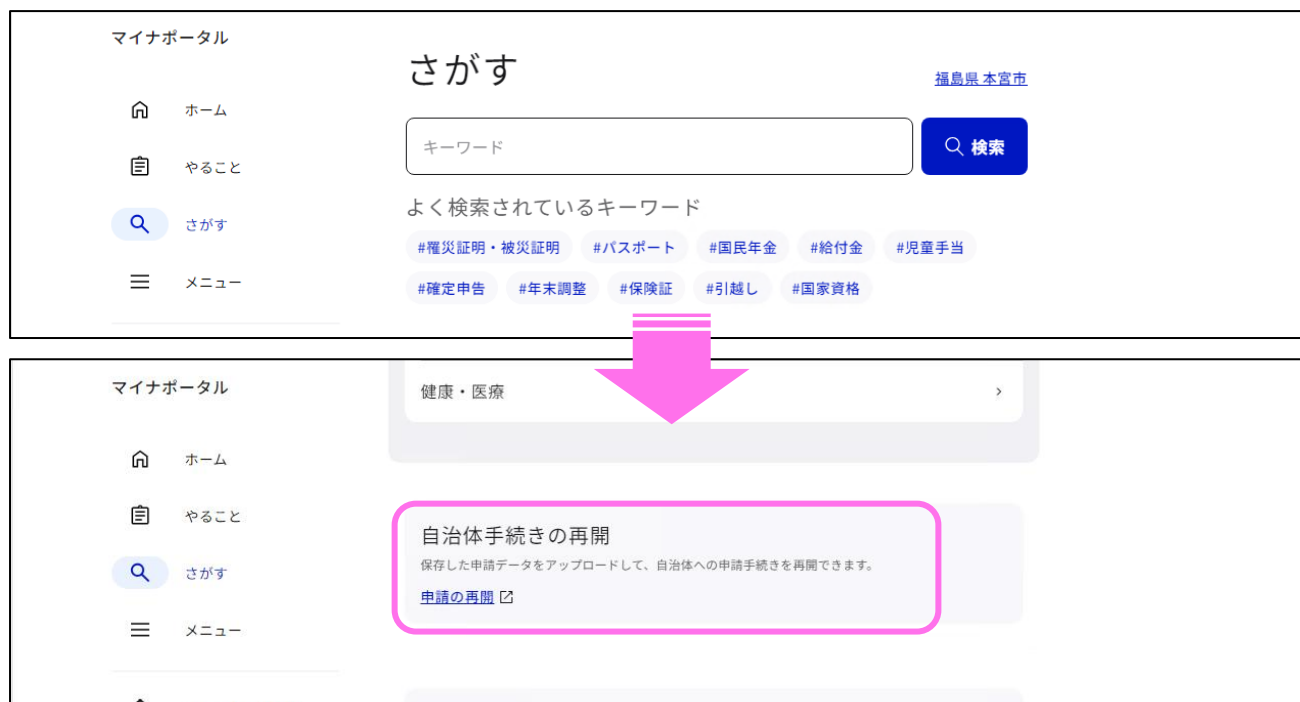 マイナポータル
ホーム
やること
さがす
メニュー
さがす
福島県 本宮市
キーワード
検索
よく検索されているキーワード
#罹災証明・被災証明 #パスポート #国民年金 #給付金 #児童手当
#確定申告 #年末調整 #保険証 #引越し #国家資格
マイナポータル
ホーム
やること
さがす
メニュー
健康・医療
自治体手続きの再開
保存した申請データをアップロードして、自治体への申請手続きを再開できます。
申請の再開